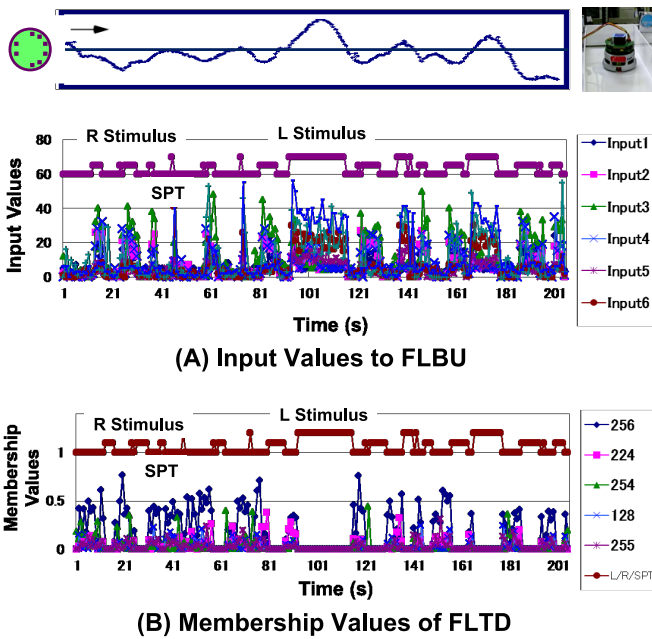 R Stimulus
L Stimulus
SPT
Input Values
80
60
40
20
0
1 21 41 61 81 101 121 141 161 181 201
Time (s)
Input1
Input2
Input3
Input4
Input5
Input6
(A) Input Values to FLBU
R Stimulus
L Stimulus
SPT
Membership
Values
1
0.5
0
1 21 41 61 81 101 121 141 161 181 201
Time (s)
256
224
254
128
255
L/R/SPT
(B) Membership Values of FLTD